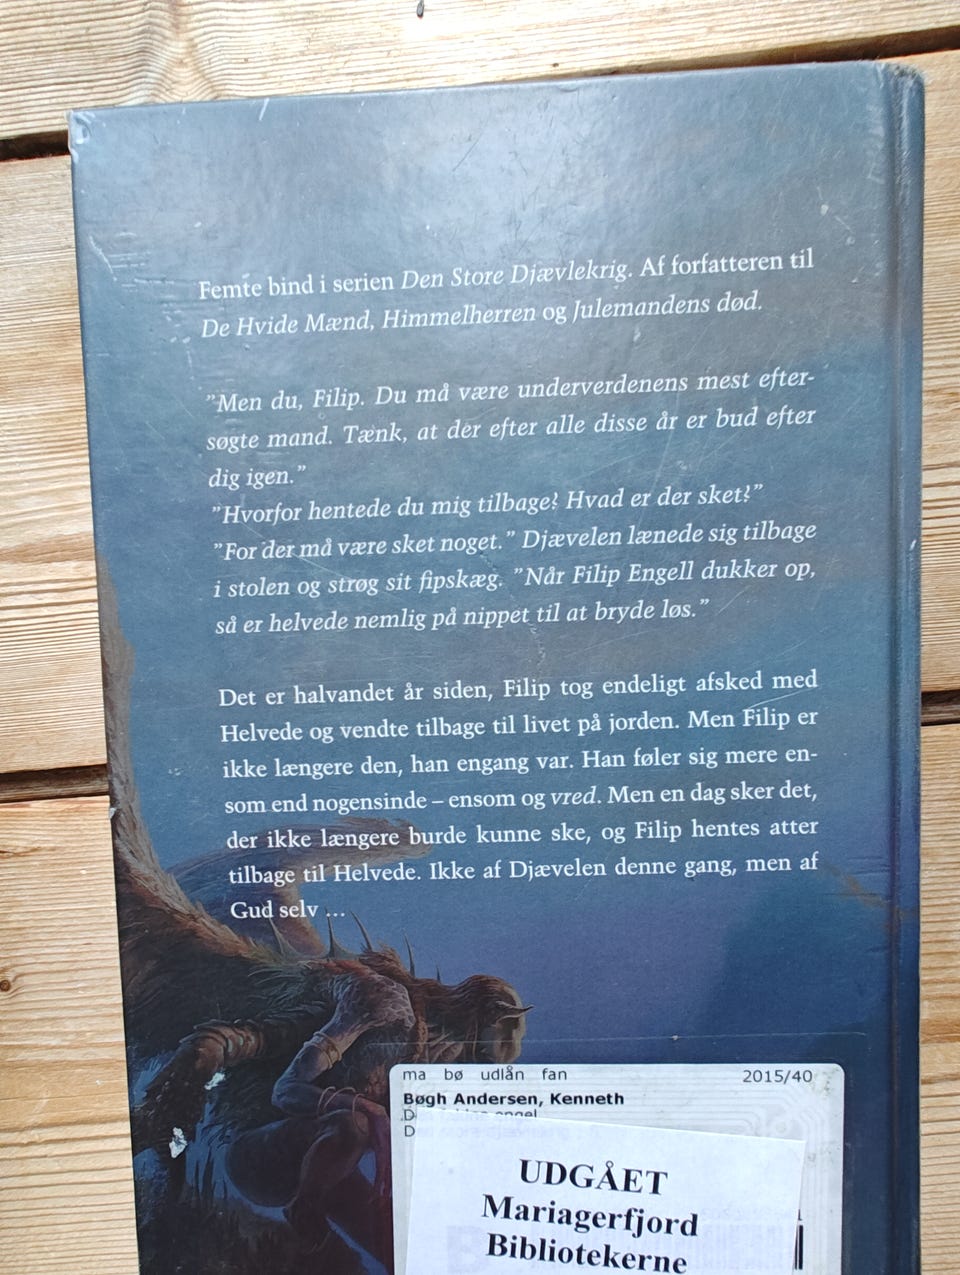 Femte bind i serien Den Store Djævlekrig. Af forfatteren til
De Hvide Mænd, Himmelherren og Julemandens død.
"Men du, Filip. Du må være underverdenens mest efter-
søgte mand. Tænk, at der efter alle disse år er bud efter
dig igen."
"Hvorfor hentede du mig tilbage? Hvad er der sket?"
"For der må være sket noget." Djævelen lænede sig tilbage
i stolen og strøg sit fipskæg. "Når Filip Engell dukker op,
så er helvede nemlig på nippet til at bryde løs."
Det er halvandet år siden, Filip tog endeligt afsked med
Helvede og vendte tilbage til livet på jorden. Men Filip er
ikke længere den, han engang var. Han føler sig mere en-
som end nogensinde – ensom og vred. Men en dag sker det,
der ikke længere burde kunne ske, og Filip hentes atter
tilbage til Helvede. Ikke af Djævelen denne gang, men af
Gud selv ...
ma bø udlån fan 2015/40
Bøgh Andersen, Kenneth
engel
UDGÅET
Mariagerfjord
Bibliotekerne